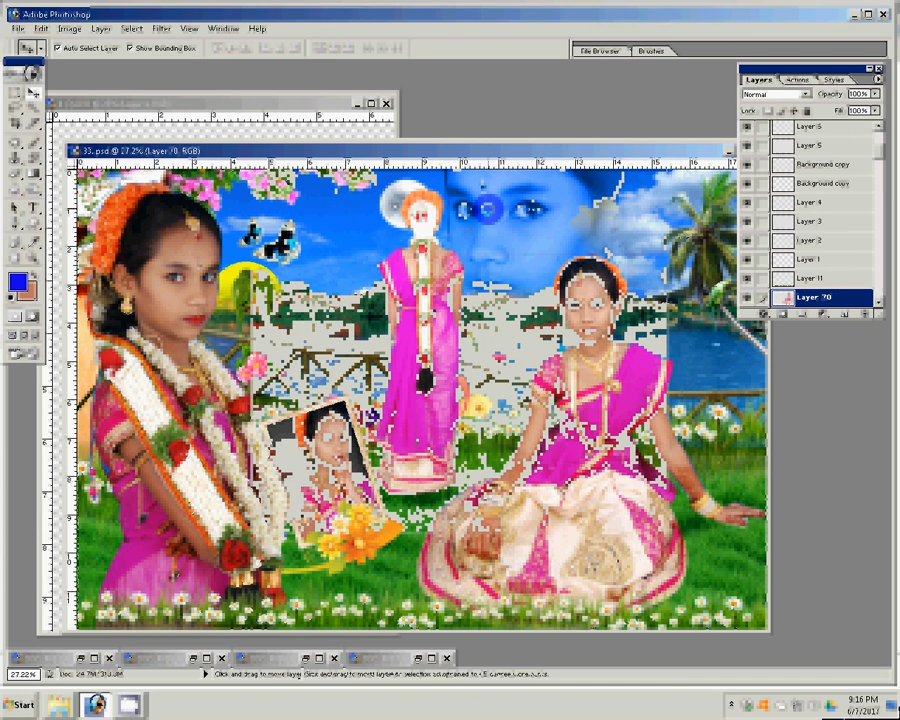 Adobe Photoshop
File Edit Image Layer Select Filter View Window Help
Auto Select Layer Show Bounding Box
File Browser Brushes
Layers Actions Styles
Normal Opacity: 100%
Lock: Fill: 100%
Layer 6
Layer 5
Background copy
Background copy
Layer 4
Layer 3
Layer 2
Layer 1
Layer 11
Layer 70
33.psd @ 27.2% (Layer 70, RGB)
27.22%
Click and drag to move layer
Start
9:16 PM
6/7/2017